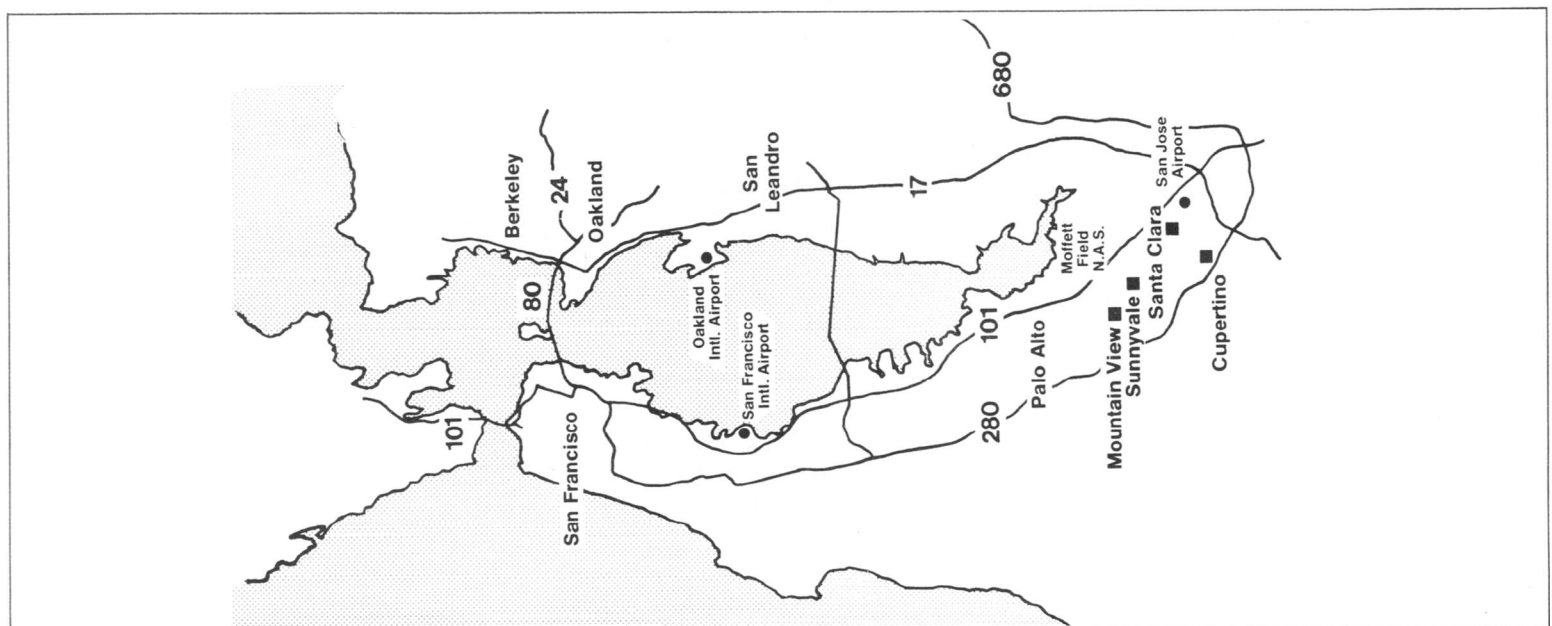 101
San Francisco
80
Berkeley
24
Oakland
Oakland
Intl. Airport
San Francisco
Intl. Airport
San
Leandro
17
280
101
680
Palo Alto
Moffett
Field
N.A.S.
Mountain View
Sunnyvale
Santa Clara
San Jose
Airport
Cupertino